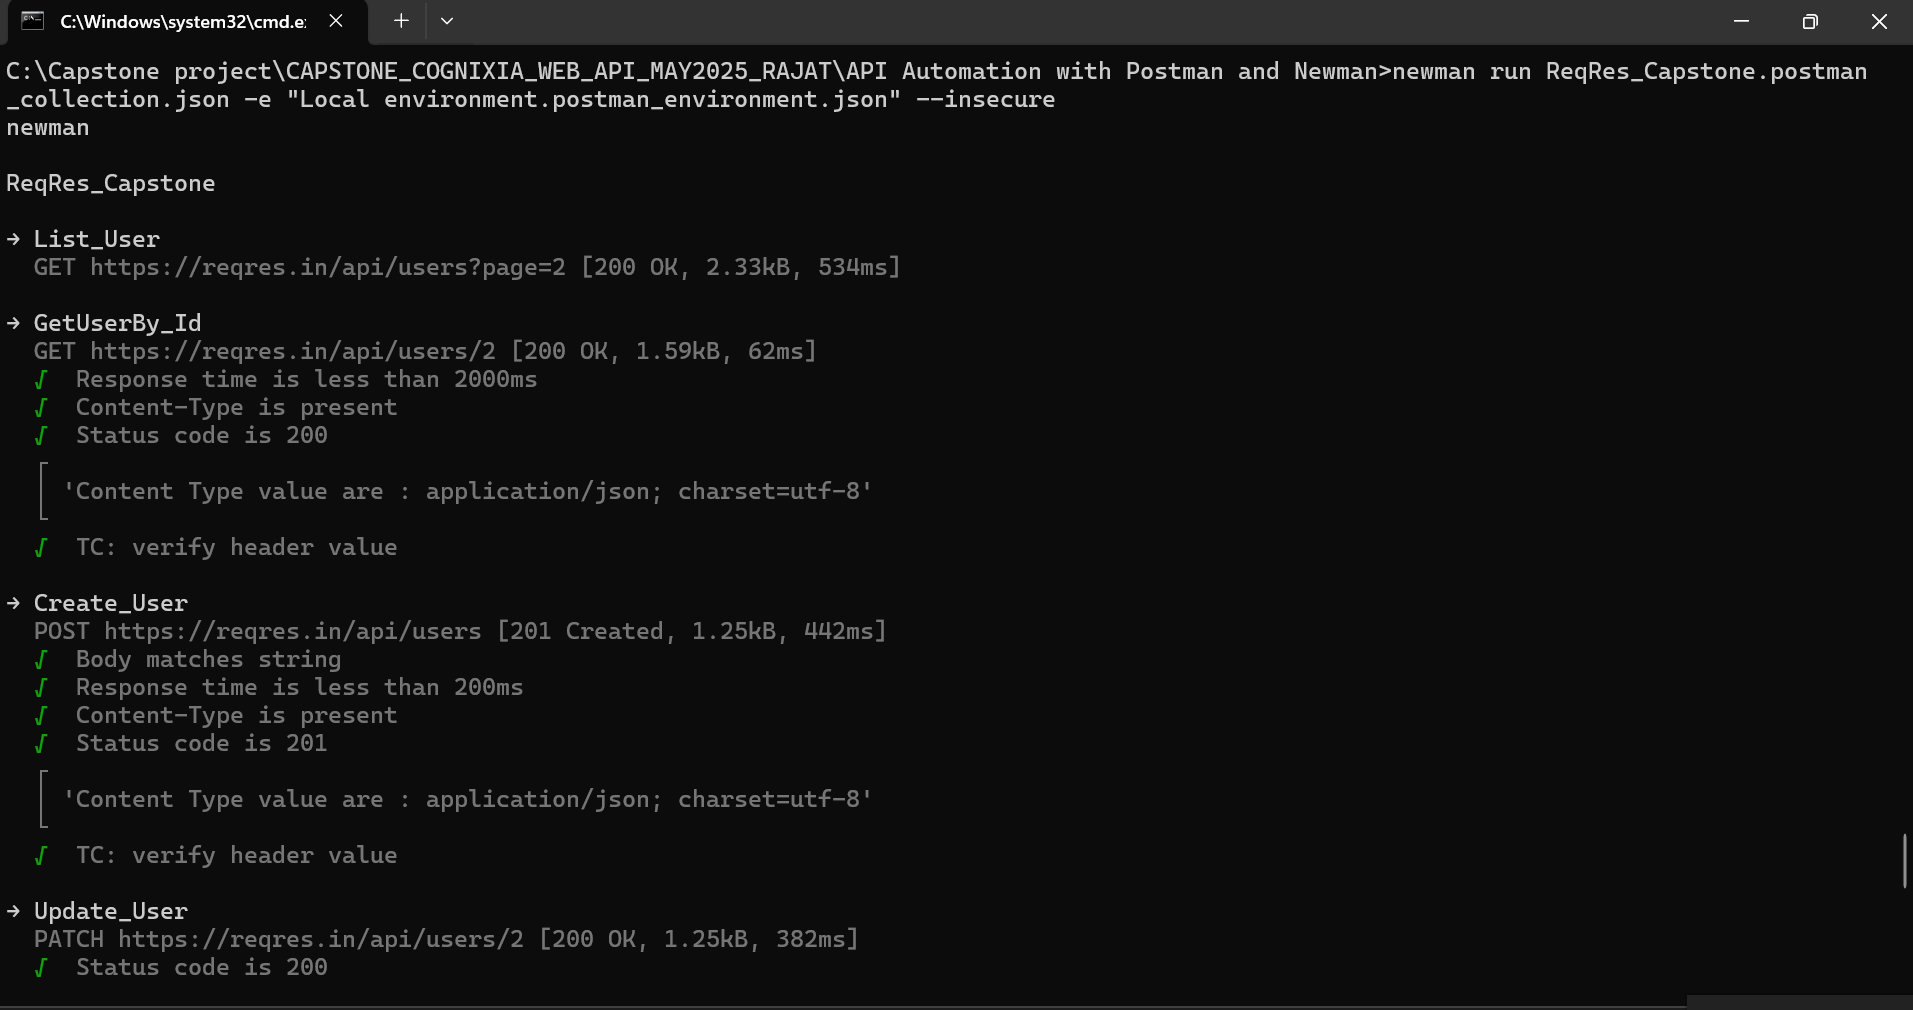 C:\Windows\system32\cmd.e
C:\Capstone project\CAPSTONE_COGNIXIA_WEB_API_MAY2025_RAJAT\API Automation with Postman and Newman>newman run ReqRes_Capstone.postman
_collection.json -e "Local environment.postman_environment.json" --insecure
newman
ReqRes_Capstone
→ List_User
GET https://reqres.in/api/users?page=2 [200 OK, 2.33kB, 534ms]
→ GetUserBy_Id
GET https://reqres.in/api/users/2 [200 OK, 1.59kB, 62ms]
√ Response time is less than 2000ms
√ Content-Type is present
√ Status code is 200
'Content Type value are : application/json; charset=utf-8'
√ TC: verify header value
→ Create_User
POST https://reqres.in/api/users [201 Created, 1.25kB, 442ms]
√ Body matches string
√ Response time is less than 200ms
√ Content-Type is present
√ Status code is 201
'Content Type value are : application/json; charset=utf-8'
√ TC: verify header value
→ Update_User
PATCH https://reqres.in/api/users/2 [200 OK, 1.25kB, 382ms]
√ Status code is 200